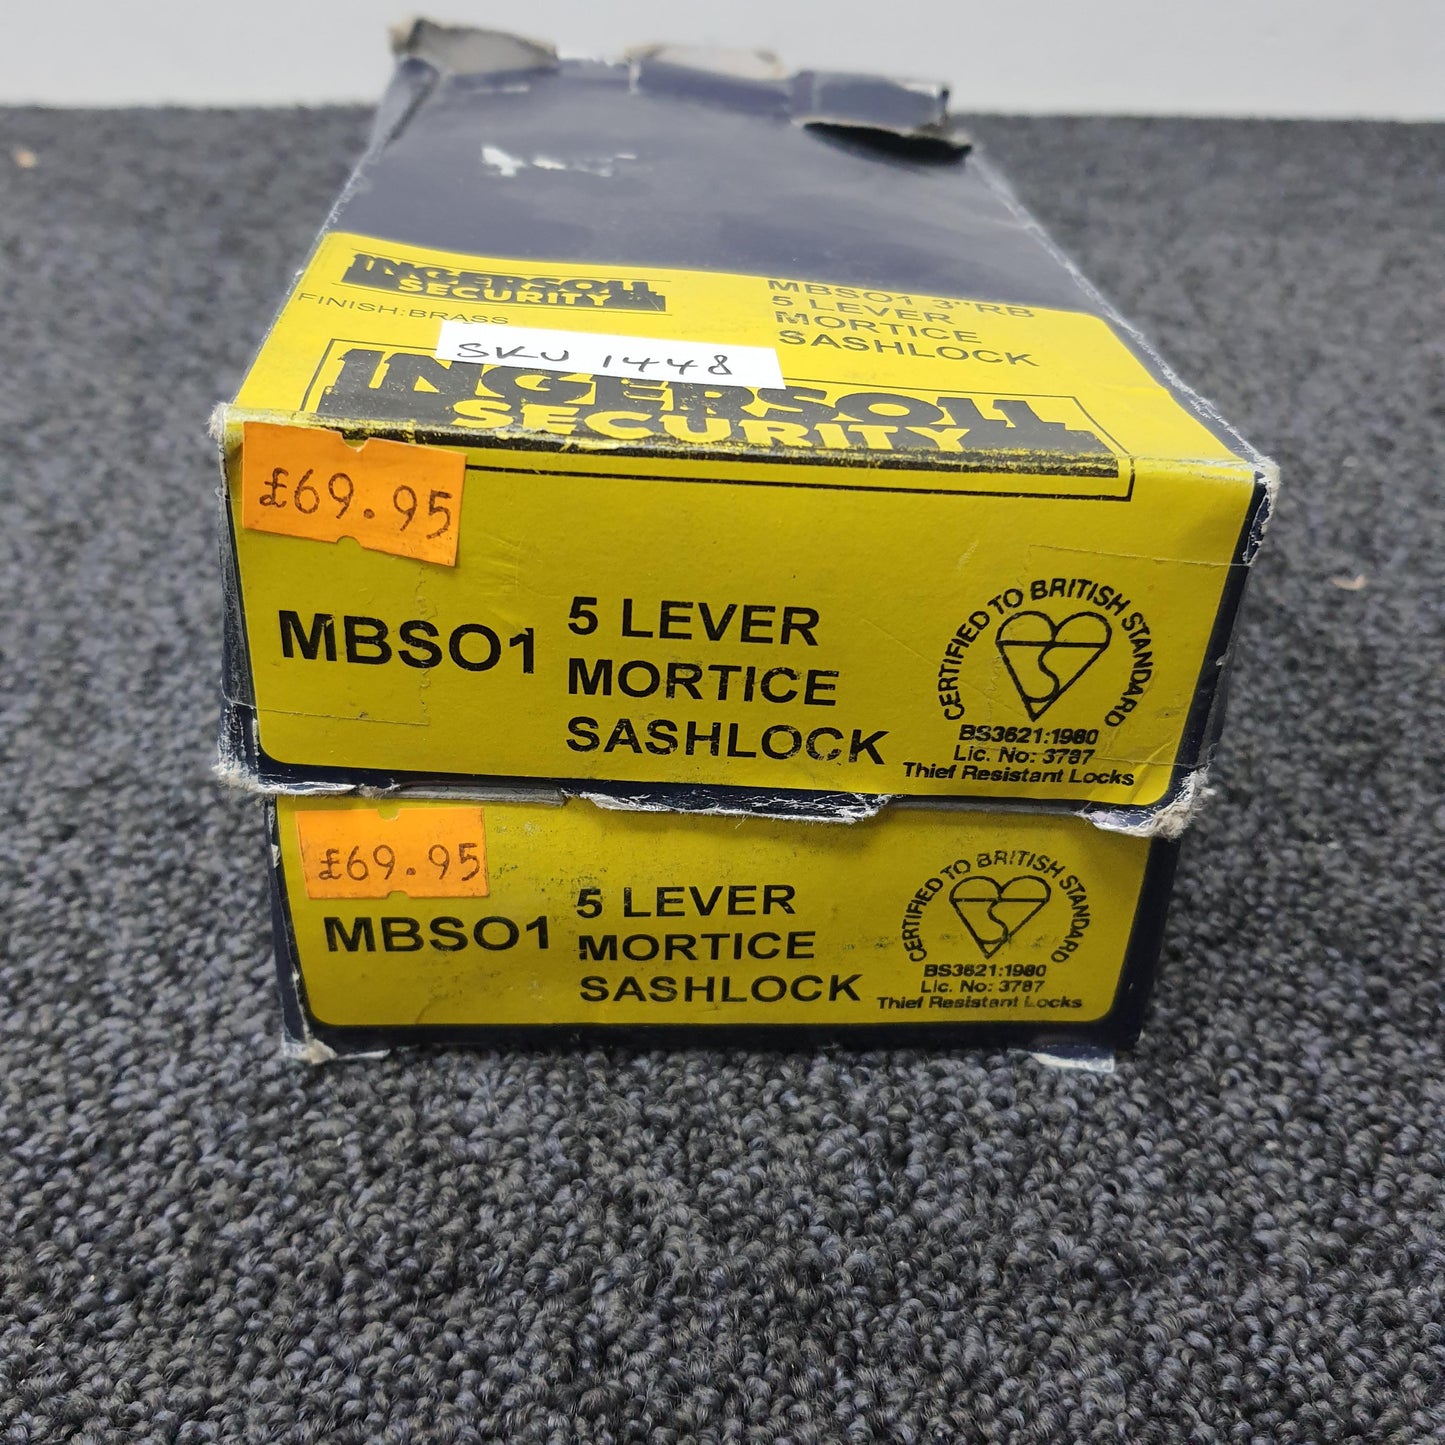 INGERSOLL
SECURITY
FINISH:BRASS
MBSO1 3"RB
5 LEVER
MORTICE
SASHLOCK
SKU 1448
INGERSOLL
SECURITY
£69.95
MBSO1
5 LEVER
MORTICE
SASHLOCK
CERTIFIED TO BRITISH STANDARD
BS3621:1980
Lic. No: 3787
Thief Resistant Locks
£69.95
MBSO1
5 LEVER
MORTICE
SASHLOCK
CERTIFIED TO BRITISH STANDARD
BS3621:1980
Lic. No: 3787
Thief Resistant Locks